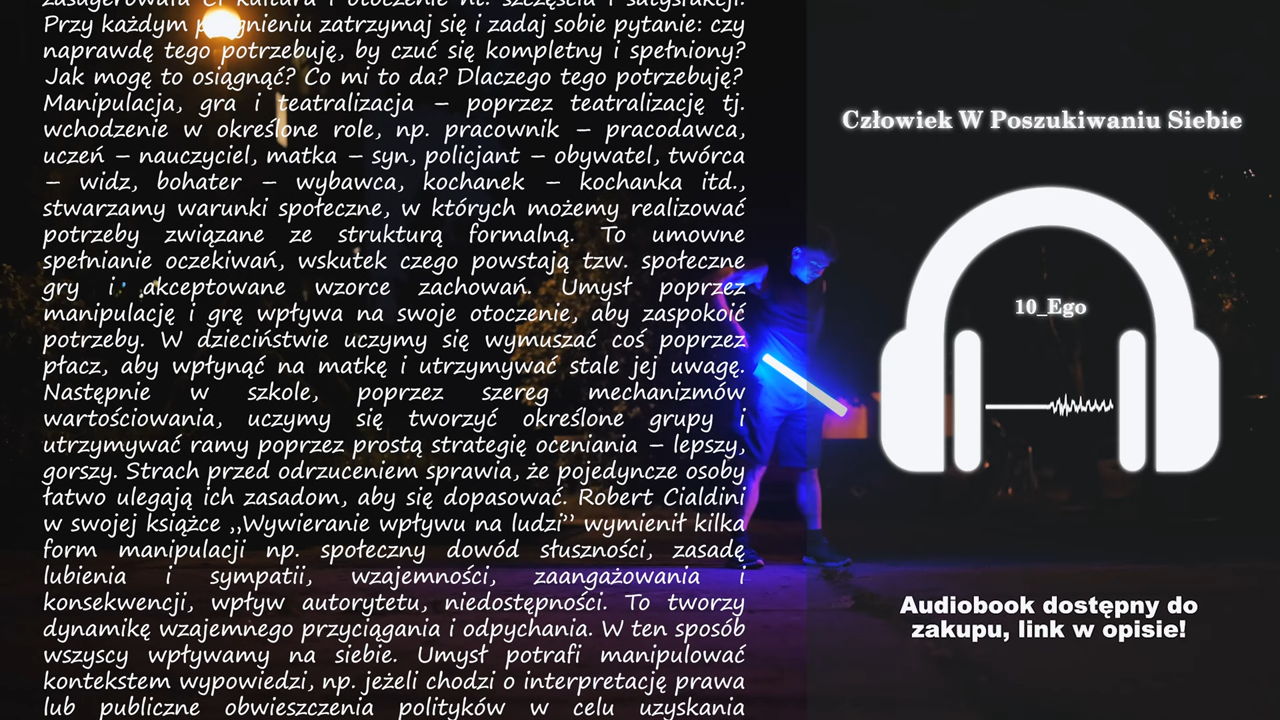 zasugerowała Ci kultura i otoczenie nt. szczęścia i satysfakcji.
Przy każdym pragnieniu zatrzymaj się i zadaj sobie pytanie: czy
naprawdę tego potrzebuję, by czuć się kompletny i spełniony?
Jak mogę to osiągnąć? Co mi to da? Dlaczego tego potrzebuję?
Manipulacja, gra i teatralizacja – poprzez teatralizację tj.
wchodzenie w określone role, np. pracownik – pracodawca,
uczeń – nauczyciel, matka – syn, policjant – obywatel, twórca
– widz, bohater – wybawca, kochanek – kochanka itd.,
stwarzamy warunki społeczne, w których możemy realizować
potrzeby związane ze strukturą formalną. To umowne
spełnianie oczekiwań, wskutek czego powstają tzw. społeczne
gry i akceptowane wzorce zachowań. Umysł poprzez
manipulację i grę wpływa na swoje otoczenie, aby zaspokoić
potrzeby. W dzieciństwie uczymy się wymuszać coś poprzez
płacz, aby wpłynąć na matkę i utrzymywać stale jej uwagę.
Następnie w szkole, poprzez szereg mechanizmów
wartościowania, uczymy się tworzyć określone grupy i
utrzymywać ramy poprzez prostą strategię oceniania – lepszy,
gorszy. Strach przed odrzuceniem sprawia, że pojedyncze osoby
łatwo ulegają ich zasadom, aby się dopasować. Robert Cialdini
w swojej książce ,,Wywieranie wpływu na ludzi” wymienił kilka
form manipulacji np. społeczny dowód słuszności, zasadę
lubienia i sympatii, wzajemności, zaangażowania i
konsekwencji, wpływ autorytetu, niedostępności. To tworzy
dynamikę wzajemnego przyciągania i odpychania. W ten sposób
wszyscy wpływamy na siebie. Umysł potrafi manipulować
kontekstem wypowiedzi, np. jeżeli chodzi o interpretację prawa
lub publiczne obwieszczenia polityków w celu uzyskania
Człowiek W Poszukiwaniu Siebie
10_Ego
Audiobook dostępny do
zakupu, link w opisie!